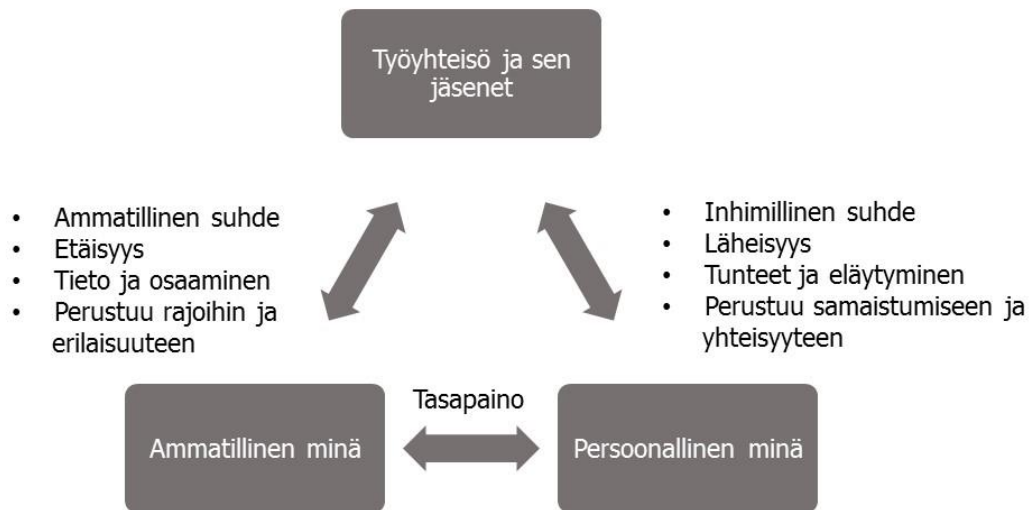 Työyhteisö ja sen
jäsenet
• Ammatillinen suhde
• Etäisyys
• Tieto ja osaaminen
• Perustuu rajoihin ja
erilaisuuteen
• Inhimillinen suhde
• Läheisyys
• Tunteet ja eläytyminen
• Perustuu samaistumiseen ja
yhteisyyteen
Tasapaino
Ammatillinen minä
Persoonallinen minä